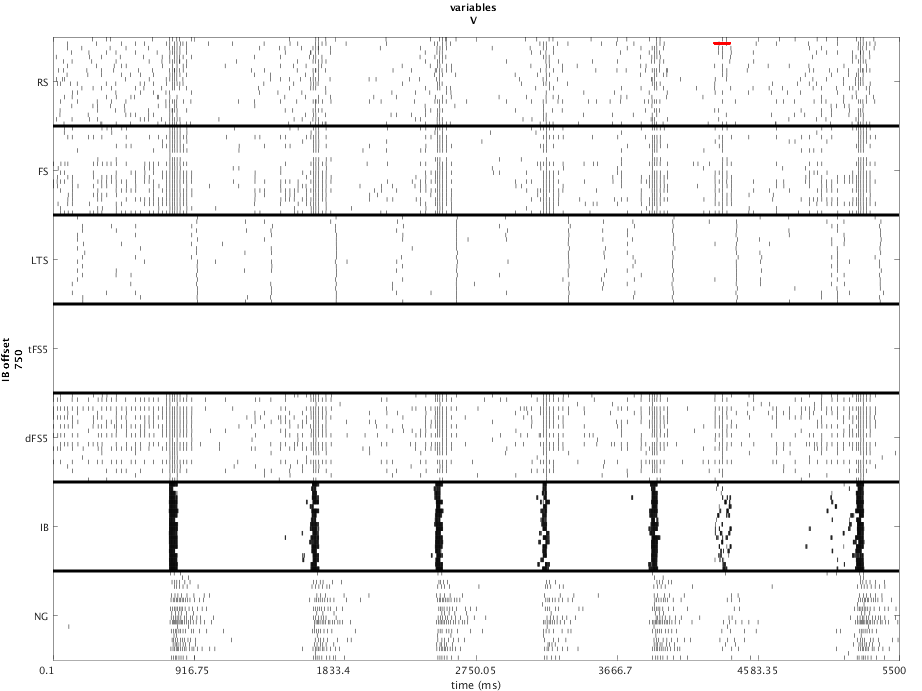 variables
V
RS
FS
LTS
tFS5
dFS5
IB
NG
IB offset
750
0.1
916.75
1833.4
2750.05
3666.7
4583.35
5500
time (ms)